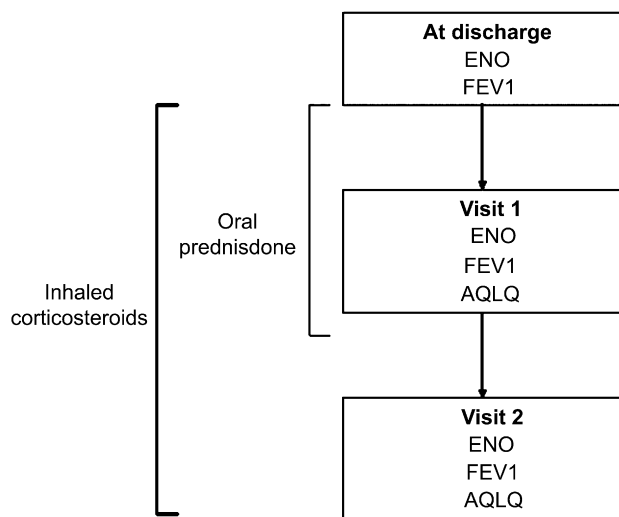 At discharge
ENO
FEV1
Visit 1
ENO
FEV1
AQLQ
Oral
prednisdone
Inhaled
corticosteroids
Visit 2
ENO
FEV1
AQLQ